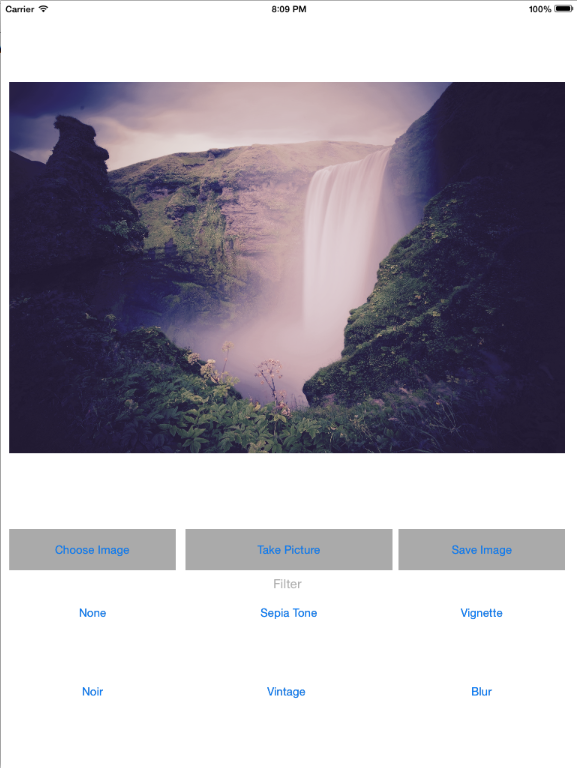 Carrier 8:09 PM 100%
Choose Image Take Picture Save Image
Filter
None Sepia Tone Vignette
Noir Vintage Blur